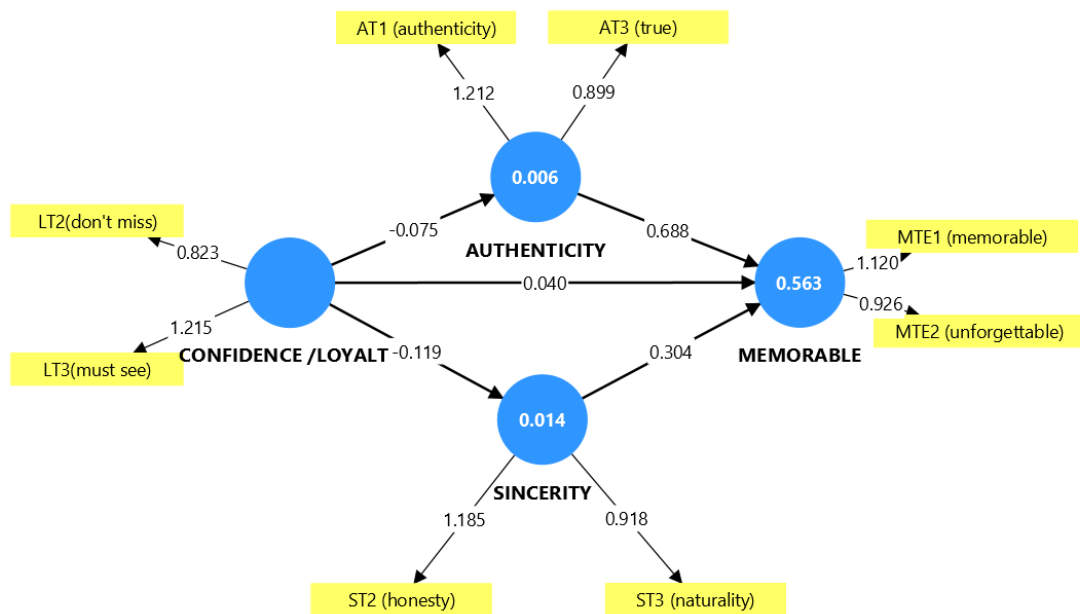 AT1 (authenticity)
AT3 (true)
1.212
0.899
0.006
LT2(don't miss)
0.823
-0.075
AUTHENTICITY
0.688
MTE1 (memorable)
1.120
0.040
0.563
0.926
MTE2 (unforgettable)
1.215
LT3(must see)
CONFIDENCE /LOYALT
-0.119
0.304
MEMORABLE
0.014
SINCERITY
1.185
0.918
ST2 (honesty)
ST3 (naturality)